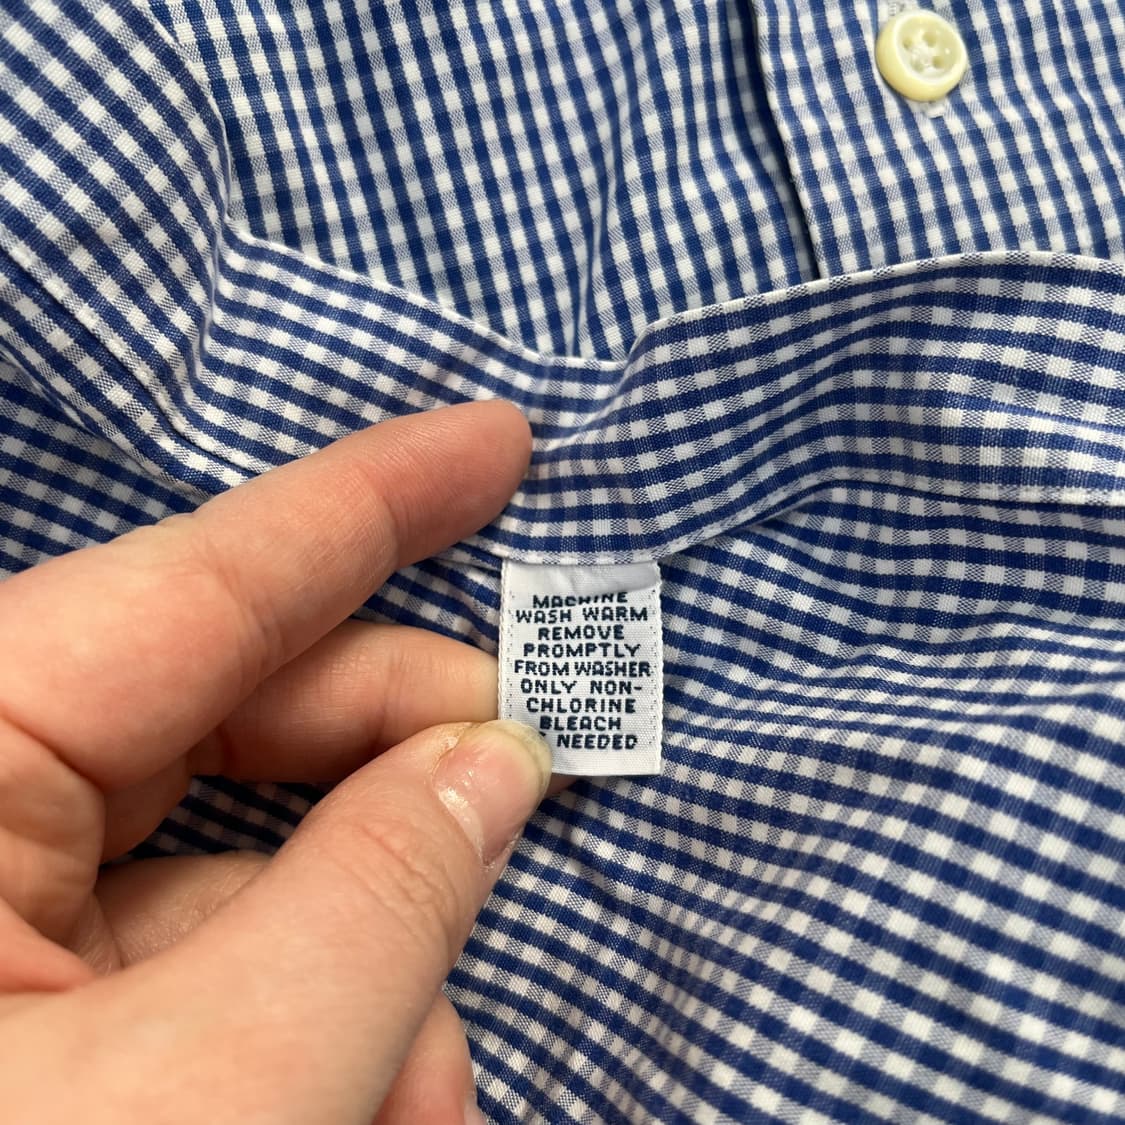 MACHINE
WASH WARM
REMOVE
PROMPTLY
FROM WASHER
ONLY NON-
CHLORINE
BLEACH
NEEDED